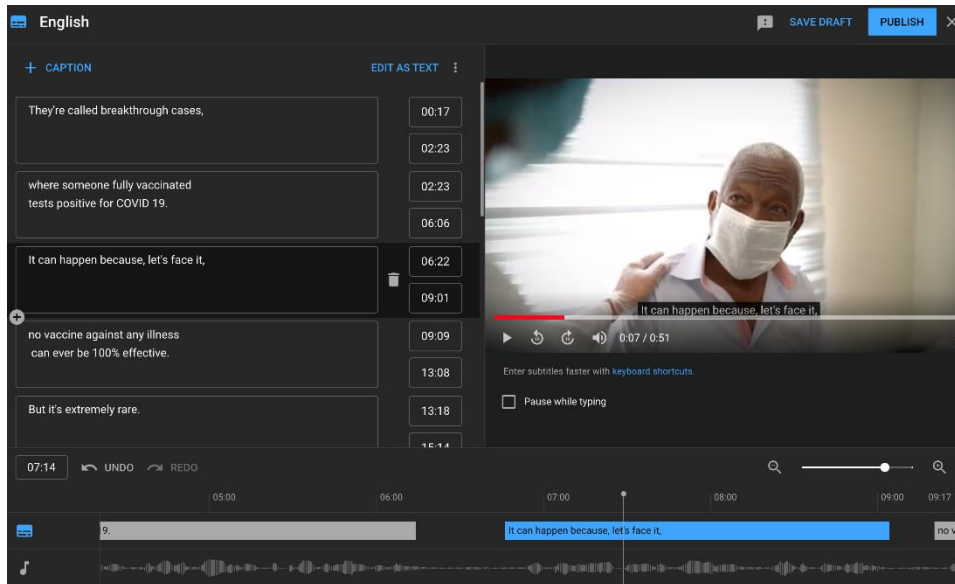 English
SAVE DRAFT
PUBLISH
+ CAPTION
EDIT AS TEXT
They're called breakthrough cases,
00:17
02:23
where someone fully vaccinated
tests positive for COVID 19.
02:23
06:06
It can happen because, let's face it,
06:22
09:01
no vaccine against any illness
can ever be 100% effective.
09:09
13:08
But it's extremely rare.
13:18
15:14
It can happen because, let's face it,
0:07 / 0:51
Enter subtitles faster with keyboard shortcuts.
Pause while typing
07:14
UNDO
REDO
05:00
06:00
07:00
08:00
09:00
09:17
9.
It can happen because, let's face it,
no v